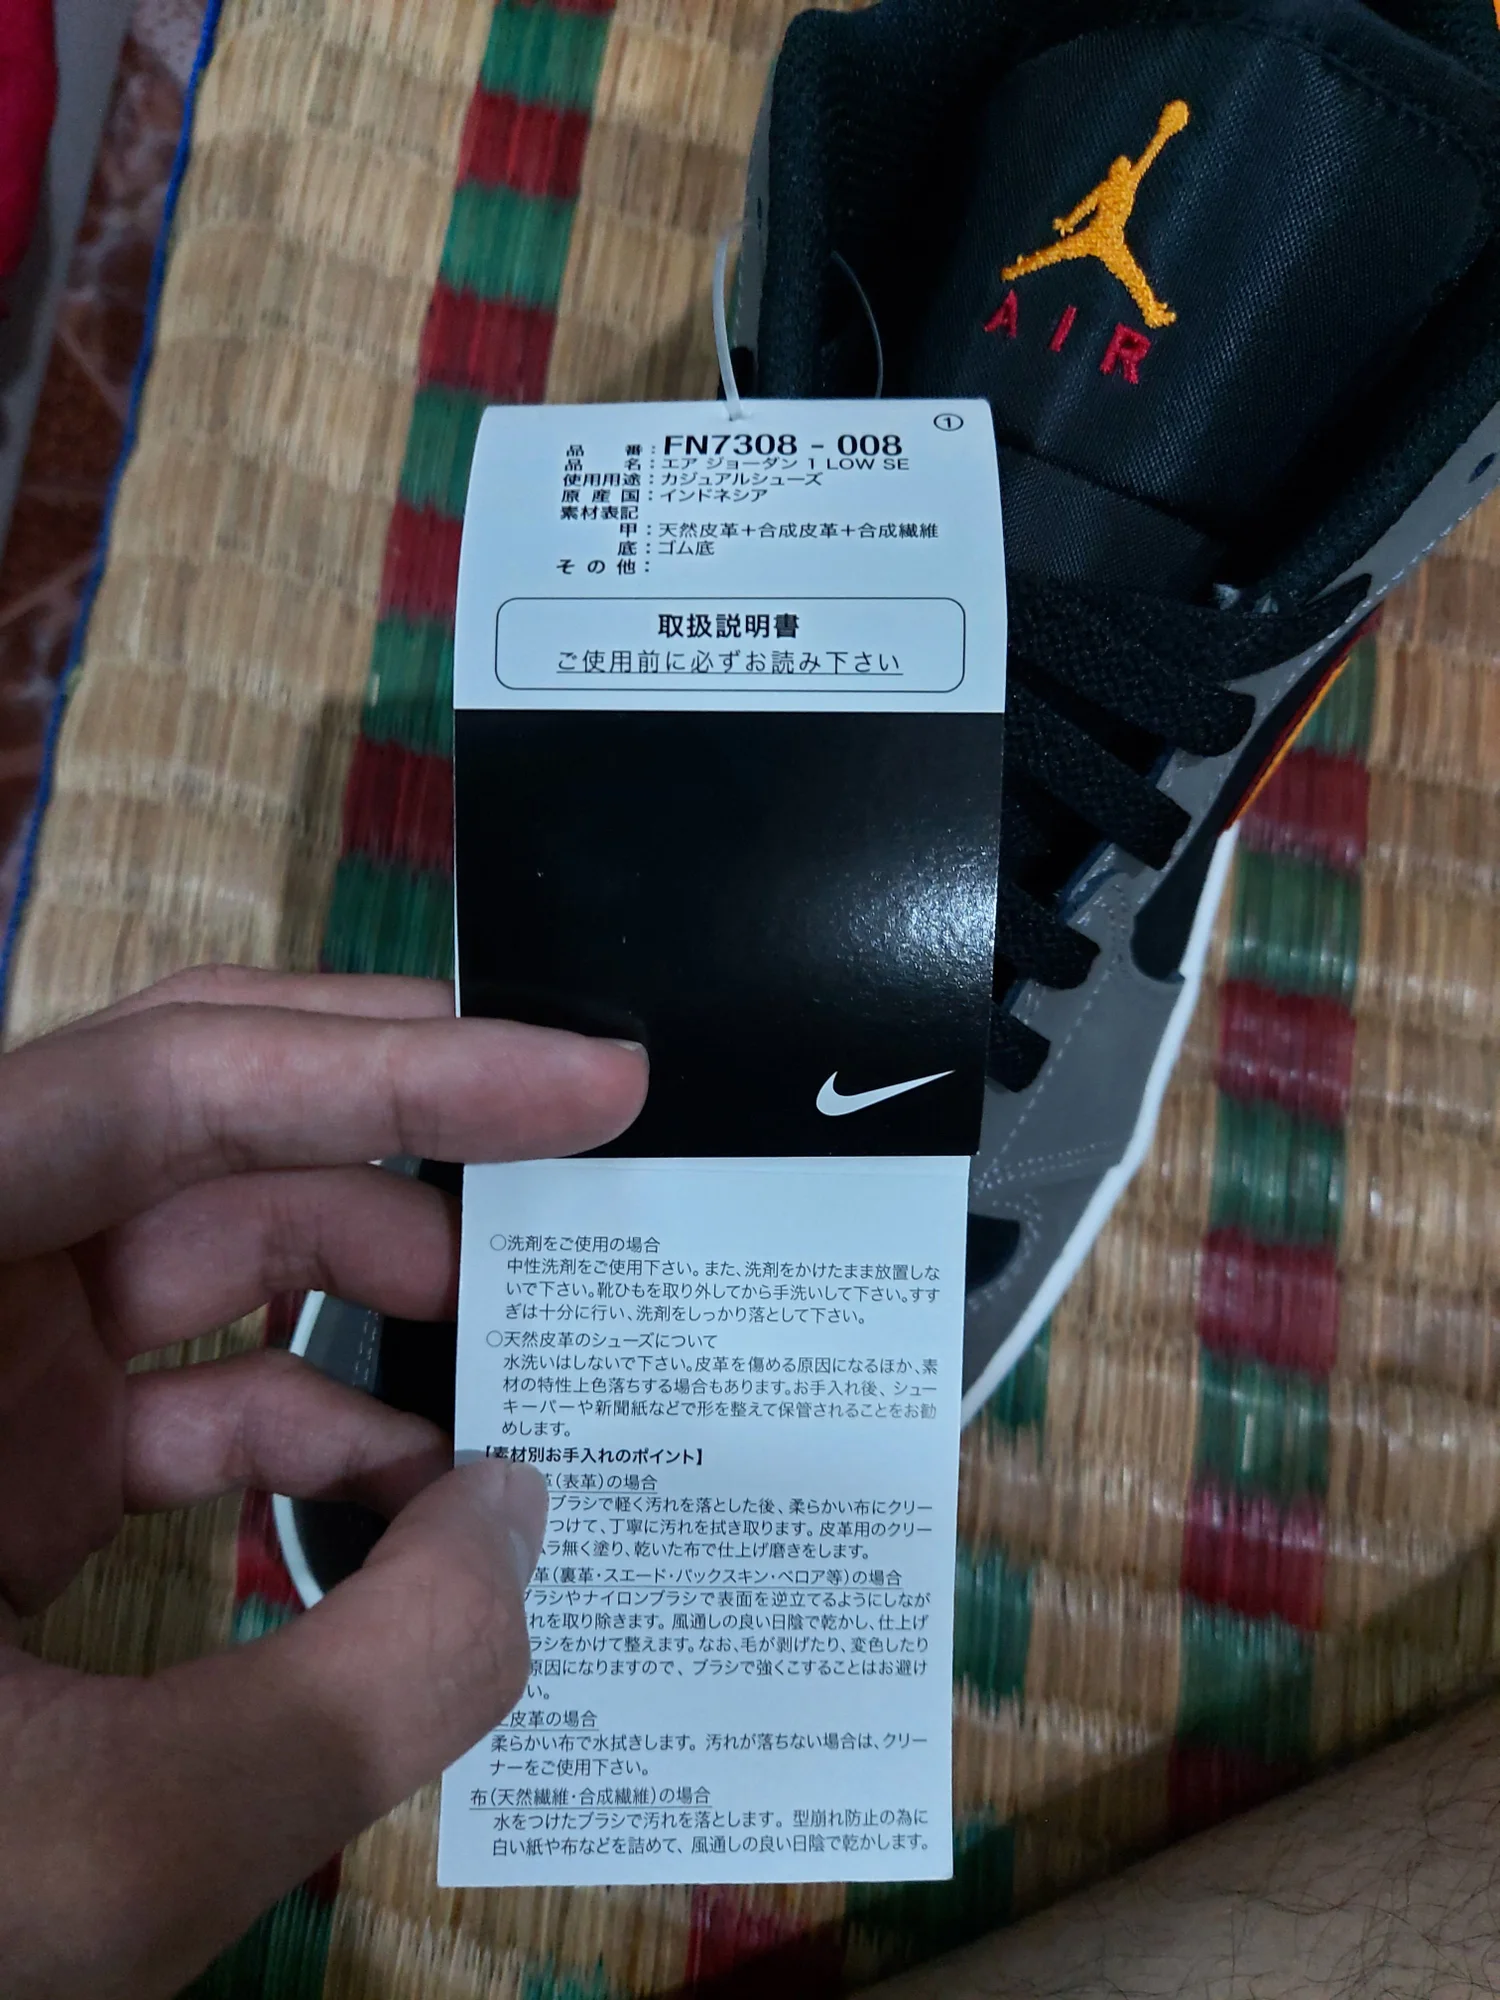 AIR
①
品番：FN7308 - 008
品名：エア ジョーダン 1 LOW SE
使用用途：カジュアルシューズ
原産国：インドネシア
素材表記
甲：天然皮革＋合成皮革＋合成繊維
底：ゴム底
その他：
取扱説明書
ご使用前に必ずお読み下さい
○洗剤をご使用の場合
中性洗剤をご使用下さい。また、洗剤をかけたまま放置しな
いで下さい。靴ひもを取り外してから手洗いして下さい。すす
ぎは十分に行い、洗剤をしっかり落として下さい。
○天然皮革のシューズについて
水洗いはしないで下さい。皮革を傷める原因になるほか、素
材の特性上色落ちする場合もあります。お手入れ後、シュー
キーパーや新聞紙などで形を整えて保管されることをお勧
めします。
【素材別お手入れのポイント】
革（表革）の場合
ブラシで軽く汚れを落とした後、柔らかい布にクリー
つけて、丁寧に汚れを拭き取ります。皮革用のクリー
ラ無く塗り、乾いた布で仕上げ磨きをします。
革（裏革・スエード・バックスキン・ベロア等）の場合
ブラシやナイロンブラシで表面を逆立てるようにしなが
れを取り除きます。風通しの良い日陰で乾かし、仕上げ
ラシをかけて整えます。なお、毛が剥げたり、変色したり
原因になりますので、ブラシで強くこすることはお避け
い。
皮革の場合
柔らかい布で水拭きします。汚れが落ちない場合は、クリー
ナーをご使用下さい。
布（天然繊維・合成繊維）の場合
水をつけたブラシで汚れを落とします。型崩れ防止の為に
白い紙や布などを詰めて、風通しの良い日陰で乾かします。